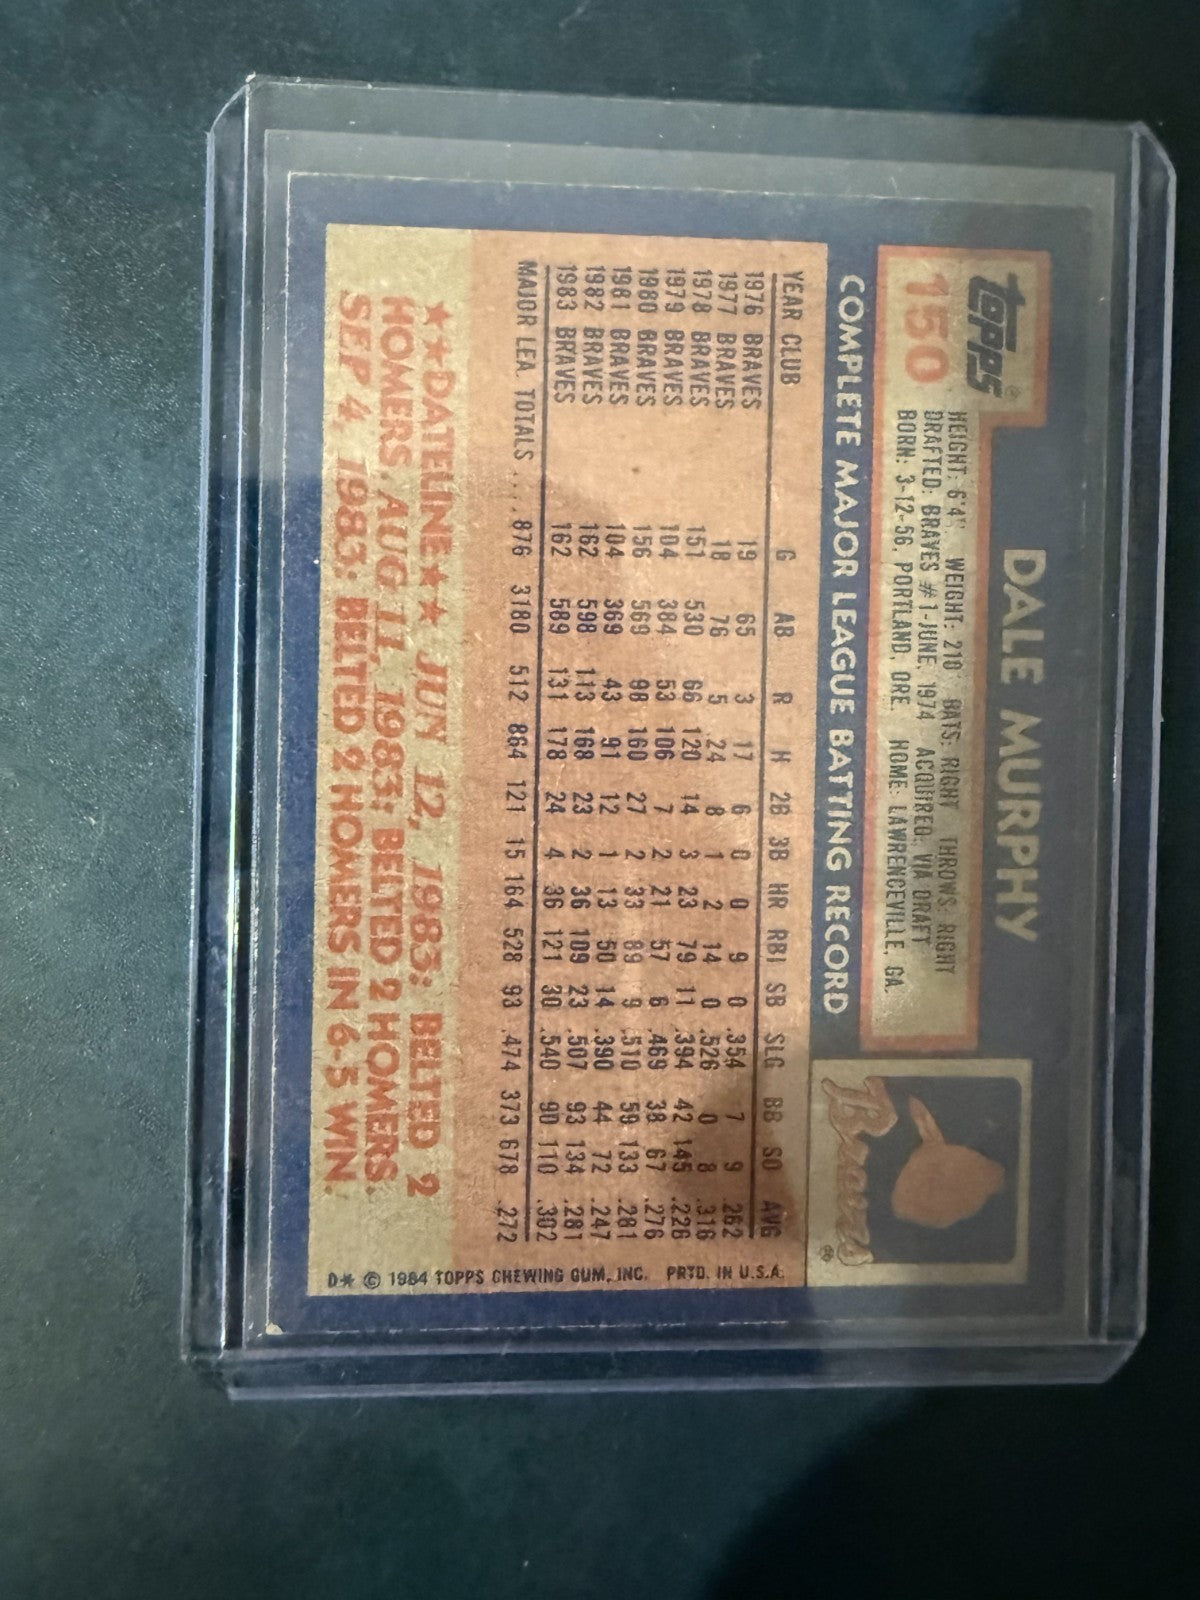 topps®
150
DALE MURPHY
HEIGHT: 6'4" WEIGHT: 210 BATS: RIGHT THROWS: RIGHT
DRAFTED: BRAVES #1-JUNE, 1974 ACQUIRED: VIA DRAFT
BORN: 3-12-56, PORTLAND, ORE. HOME: LAWRENCEVILLE, GA.
Braves®
COMPLETE MAJOR LEAGUE BATTING RECORD
YEAR CLUB G AB R H 2B 3B HR RBI SB SLG BB SO AVG
1976 BRAVES 19 65 3 17 6 0 0 9 0 .354 7 9 .262
1977 BRAVES 18 76 5 24 8 1 2 14 0 .526 0 8 .316
1978 BRAVES 151 530 66 120 14 3 23 79 11 .394 42 145 .226
1979 BRAVES 104 384 53 106 7 2 21 57 6 .469 38 67 .276
1980 BRAVES 156 569 98 160 27 2 33 89 9 .510 59 133 .281
1981 BRAVES 104 369 43 91 12 1 13 50 14 .390 44 72 .247
1982 BRAVES 162 598 113 168 23 2 36 109 23 .507 93 134 .281
1983 BRAVES 162 589 131 178 24 4 36 121 30 .540 90 110 .302
MAJOR LEA. TOTALS .... 876 3180 512 864 121 15 164 528 93 .474 373 678 .272
★★DATELINE★★ JUN 12, 1983: BELTED 2
HOMERS. AUG 11, 1983: BELTED 2 HOMERS.
SEP 4, 1983: BELTED 2 HOMERS IN 6-5 WIN.
D* © 1984 TOPPS CHEWING GUM, INC. PRTD. IN U.S.A.